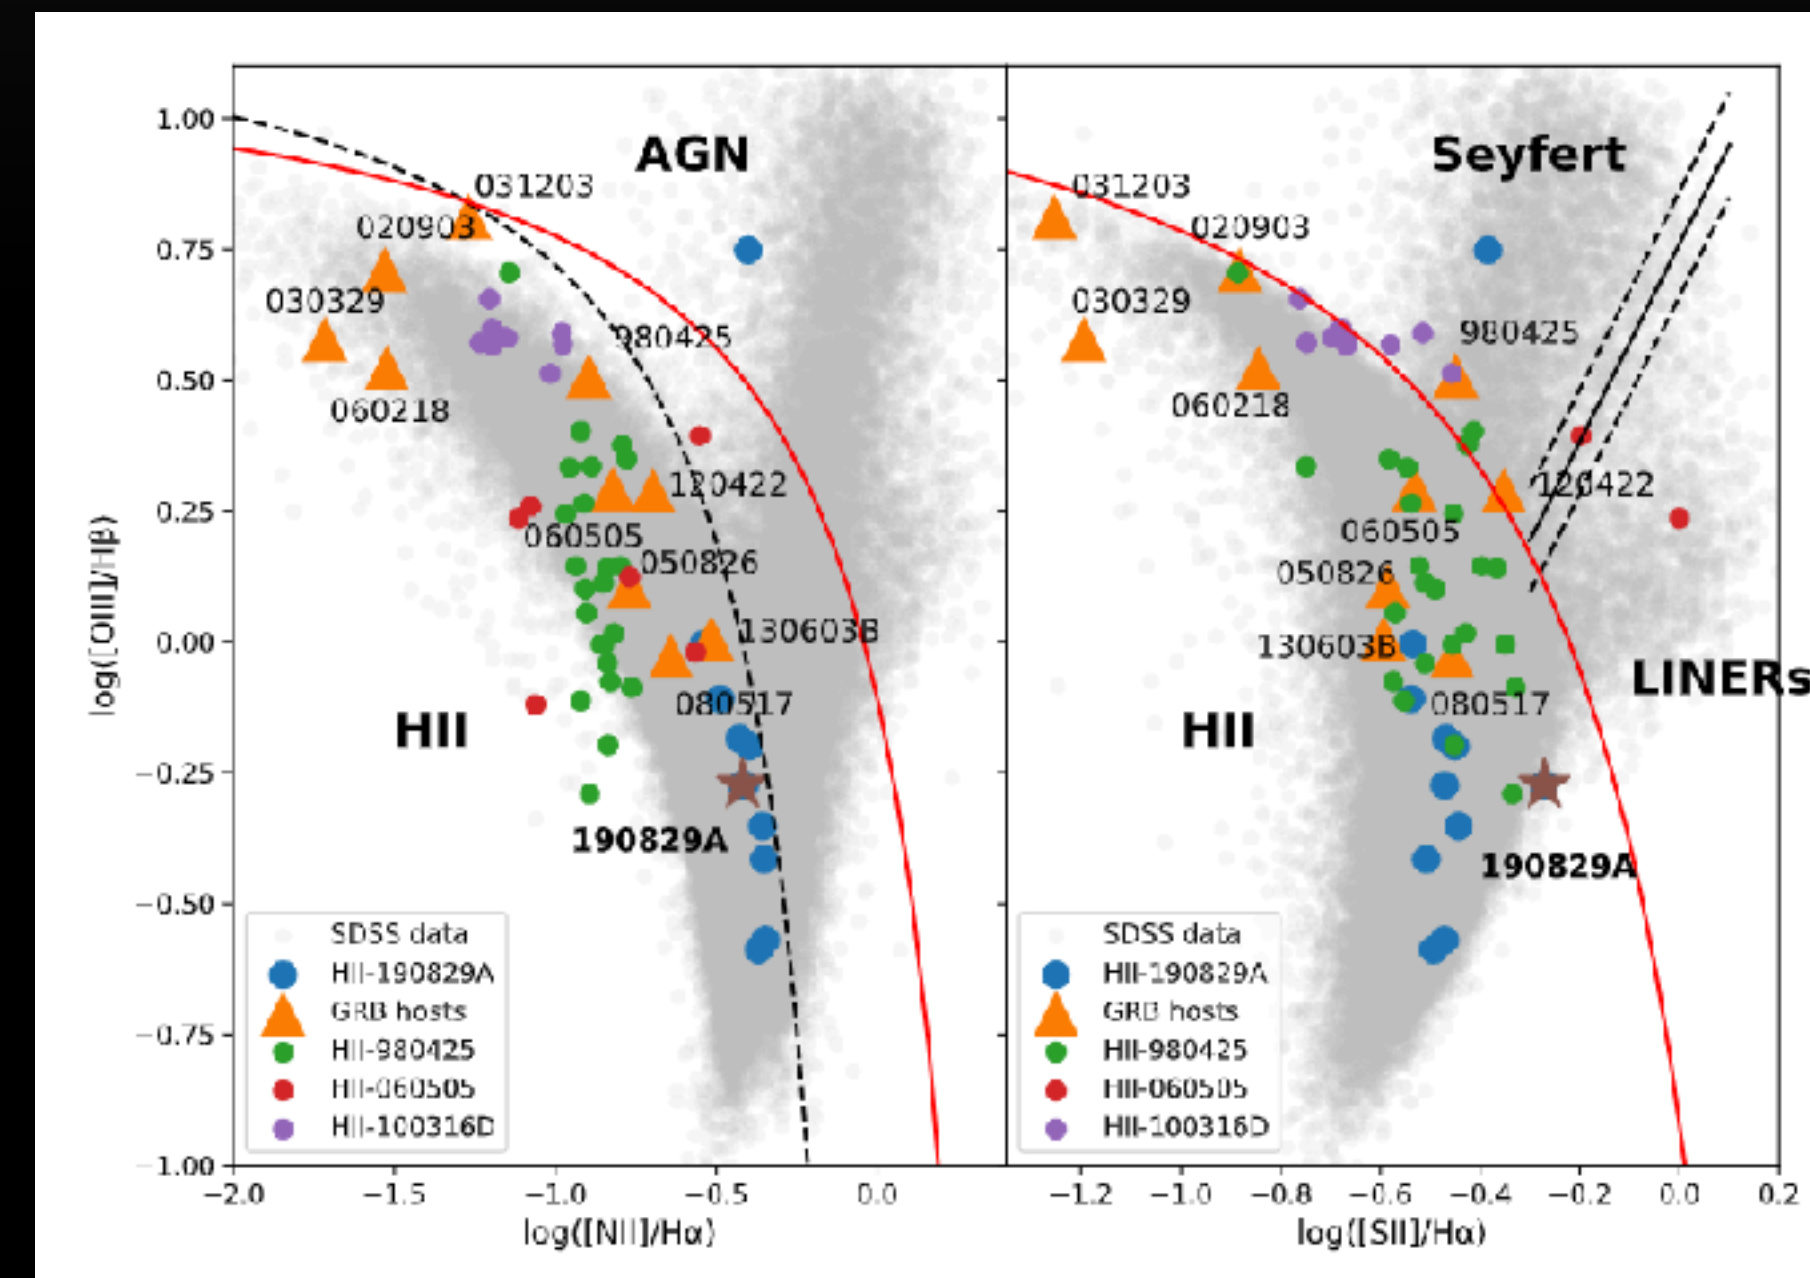 1.00
0.75
0.50
0.25
0.00
−0.25
−0.50
−0.75
−1.00
log([OIII]/Hβ)
AGN
031203
020903
030329
980425
060218
120422
060505
050826
130603B
080517
HII
190829A
SDSS data
HII-190829A
GRB hosts
HII-980425
HII-060505
HII-100316D
−2.0 −1.5 −1.0 −0.5 0.0
log([NII]/Hα)
Seyfert
031203
020903
030329
980425
060218
120422
060505
050826
130603B
LINERs
080517
HII
190829A
SDSS data
HII-190829A
GRB hosts
HII-980425
HII-060505
HII-100316D
−1.2 −1.0 −0.8 −0.6 −0.4 −0.2 0.0 0.2
log([SII]/Hα)